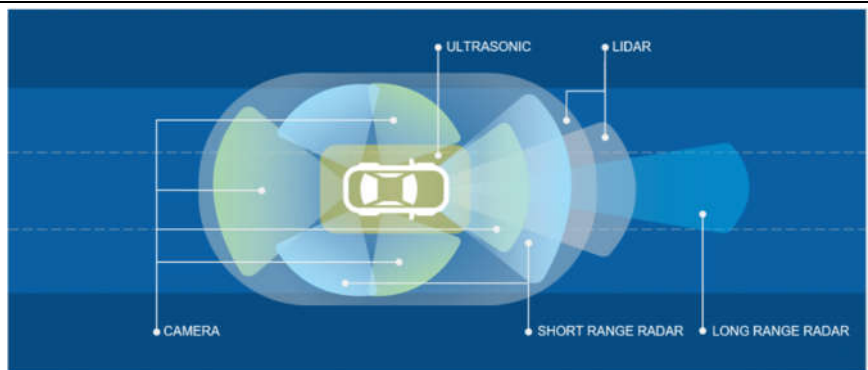 ULTRASONIC
LIDAR
CAMERA
SHORT RANGE RADAR
LONG RANGE RADAR